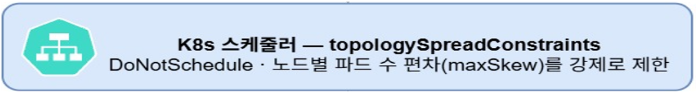 K8s 스케줄러 — topologySpreadConstraints
DoNotSchedule · 노드별 파드 수 편차(maxSkew)를 강제로 제한